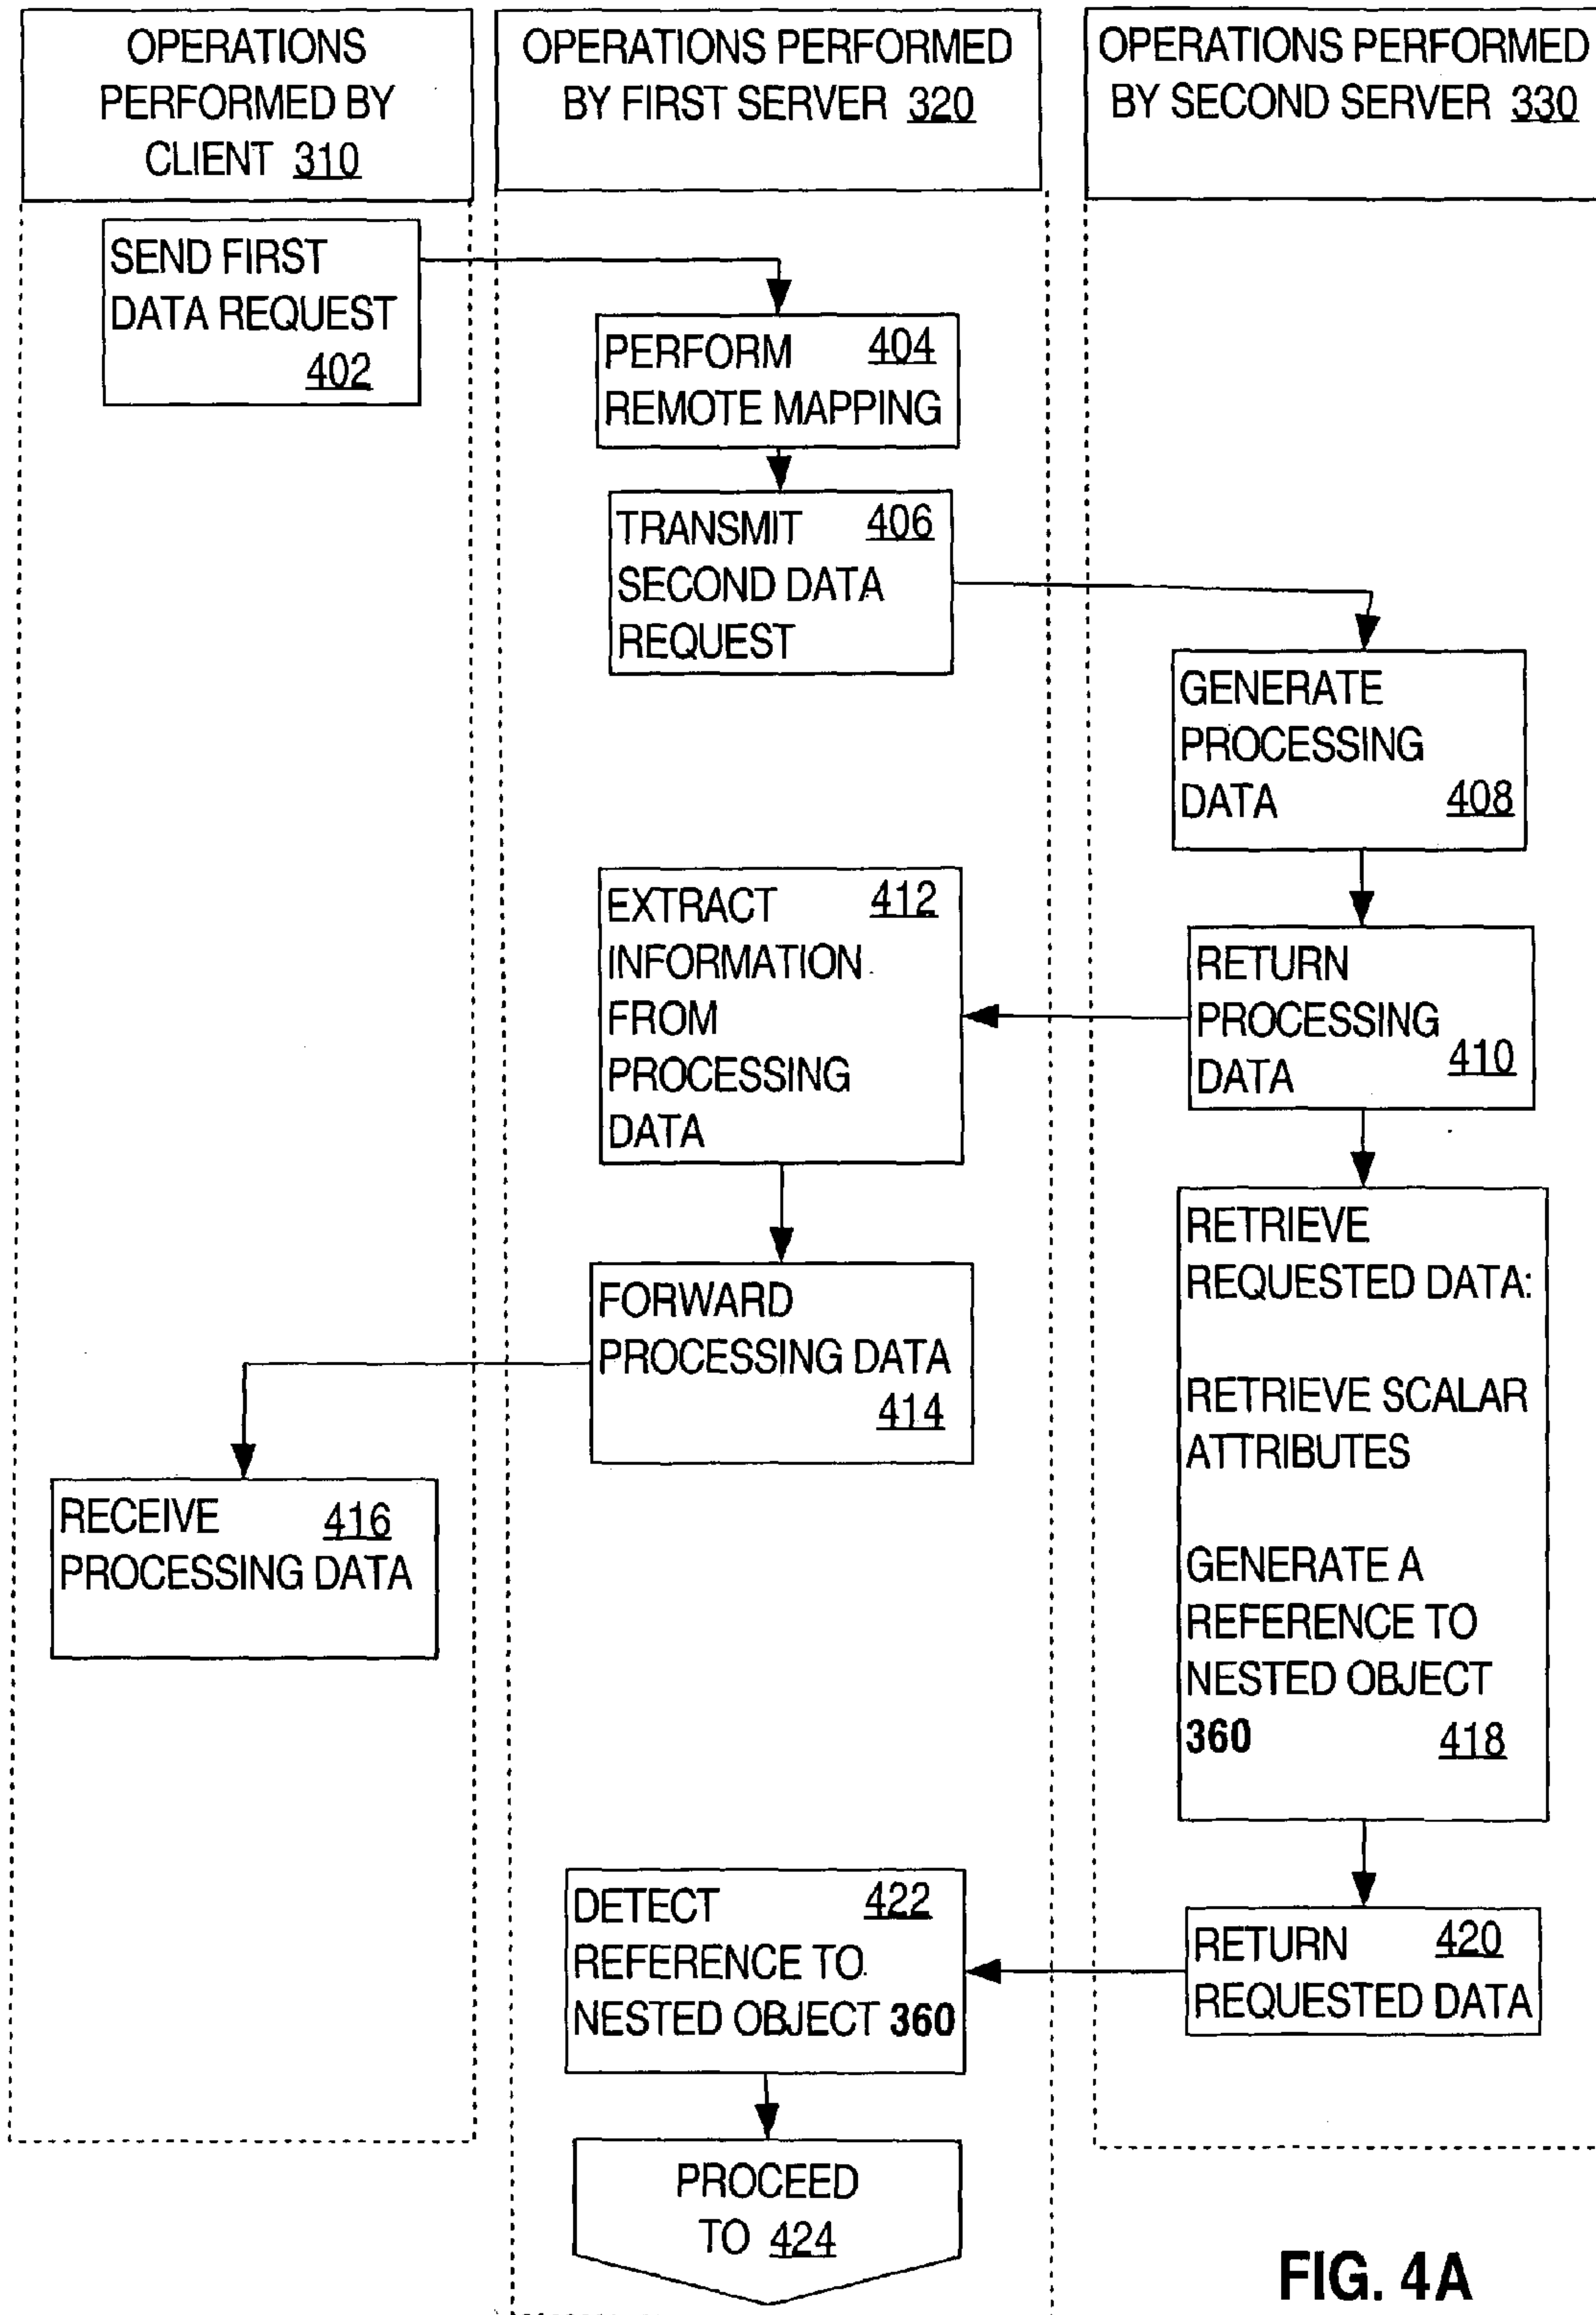 OPERATIONS
PERFORMED BY
CLIENT 310
OPERATIONS PERFORMED
BY FIRST SERVER 320
OPERATIONS PERFORMED
BY SECOND SERVER 330
SEND FIRST
DATA REQUEST
402
PERFORM 404
REMOTE MAPPING
TRANSMIT 406
SECOND DATA
REQUEST
GENERATE
PROCESSING
DATA 408
RETURN
PROCESSING
DATA 410
EXTRACT 412
INFORMATION
FROM
PROCESSING
DATA
FORWARD
PROCESSING DATA
414
RECEIVE 416
PROCESSING DATA
RETRIEVE
REQUESTED DATA:
RETRIEVE SCALAR
ATTRIBUTES
GENERATE A
REFERENCE TO
NESTED OBJECT
360 418
RETURN 420
REQUESTED DATA
DETECT 422
REFERENCE TO
NESTED OBJECT 360
PROCEED
TO 424
FIG. 4A